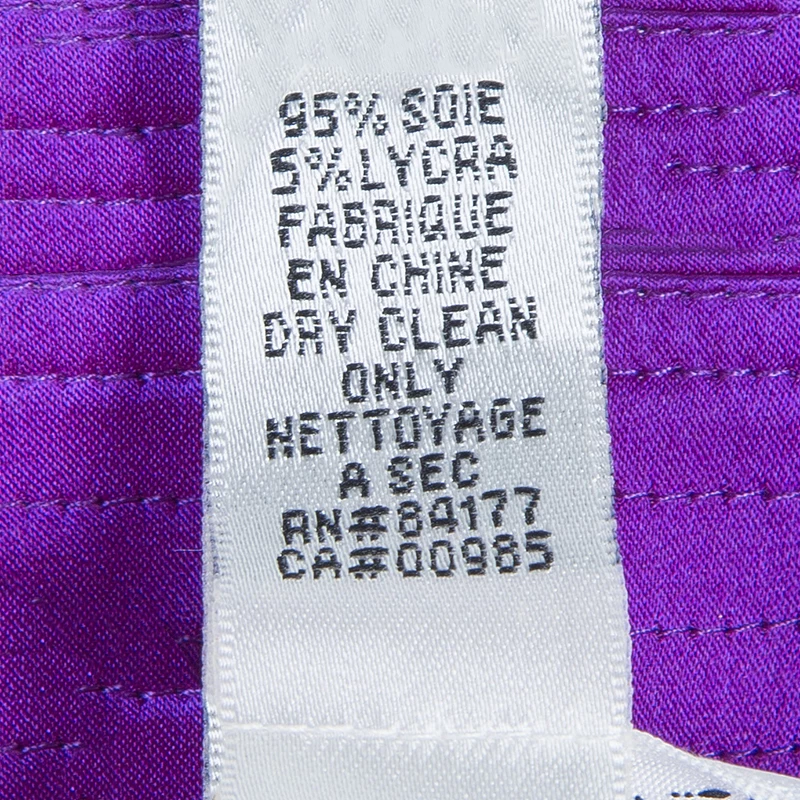 95% SOIE
5% LYCRA
FABRIQUE
EN CHINE
DRY CLEAN
ONLY
NETTOYAGE
A SEC
RN#84177
CA#00985